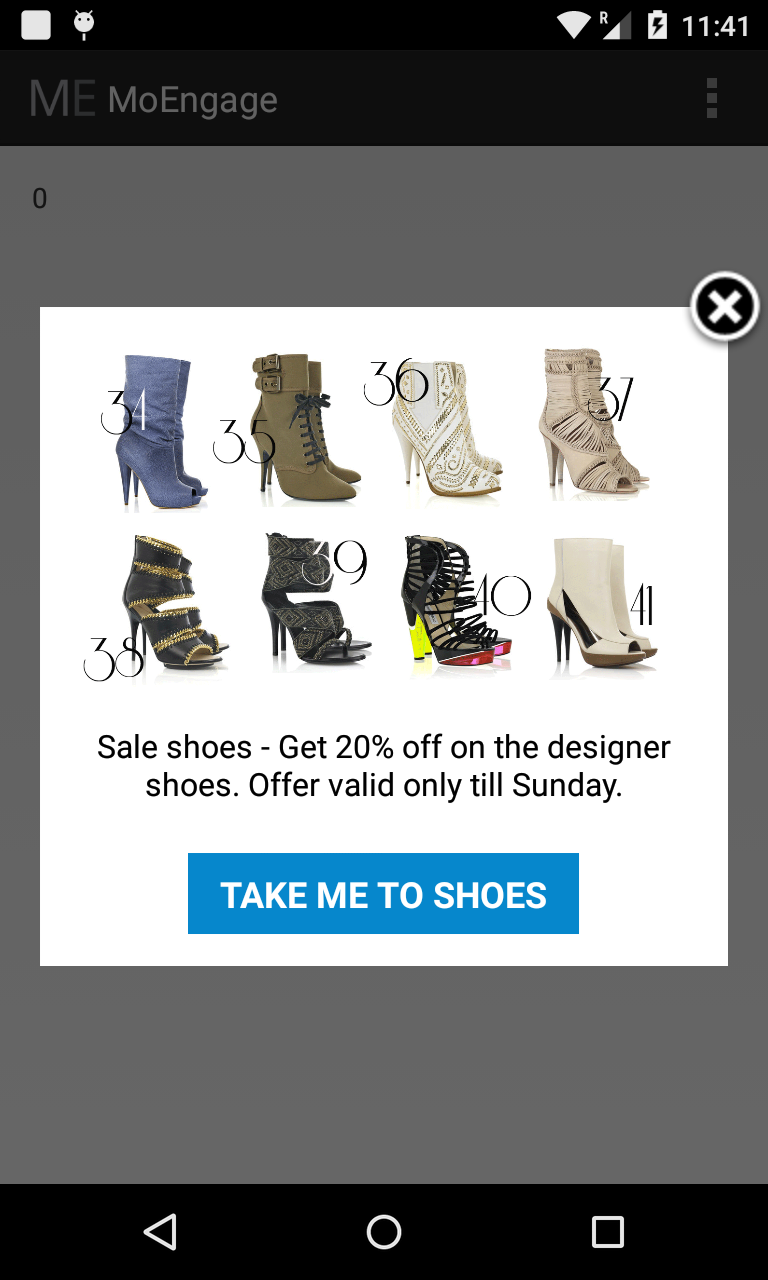 R 11:41
ME MoEngage
0
34 35 36 37
38 39 40 41
Sale shoes - Get 20% off on the designer
shoes. Offer valid only till Sunday.
TAKE ME TO SHOES